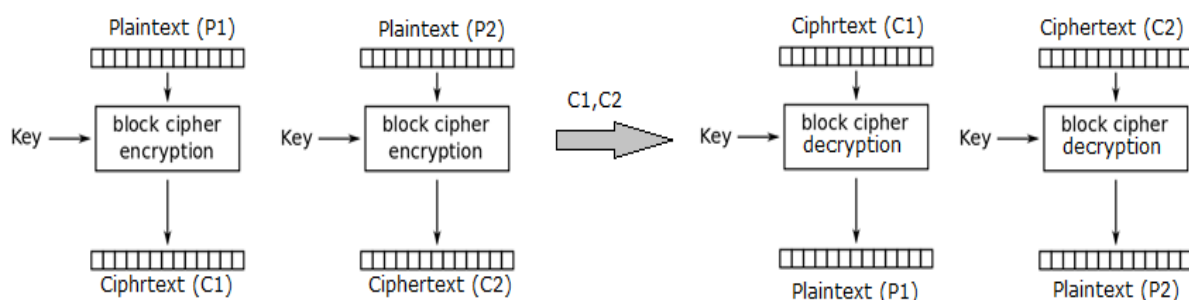 Plaintext (P1)
Key
block cipher
encryption
Ciphrtext (C1)
Plaintext (P2)
Key
block cipher
encryption
Ciphertext (C2)
C1,C2
Ciphrtext (C1)
Key
block cipher
decryption
Plaintext (P1)
Ciphertext (C2)
Key
block cipher
decryption
Plaintext (P2)